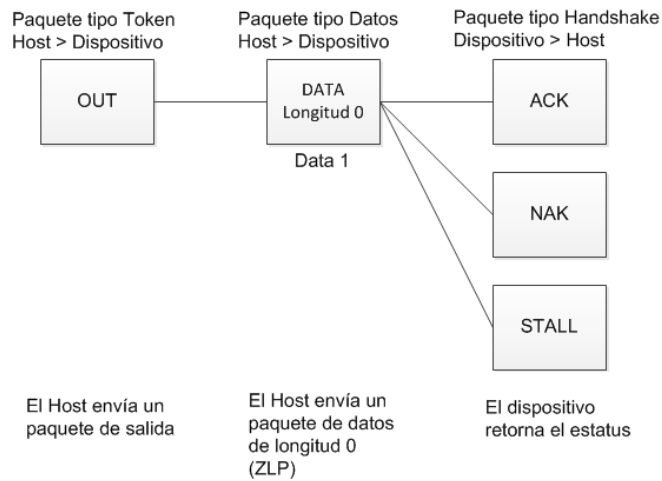 Paquete tipo Token
Host > Dispositivo
Paquete tipo Datos
Host > Dispositivo
Paquete tipo Handshake
Dispositivo > Host
OUT
DATA
Longitud 0
Data 1
ACK
NAK
STALL
El Host envía un
paquete de salida
El Host envía un
paquete de datos
de longitud 0
(ZLP)
El dispositivo
retorna el estatus